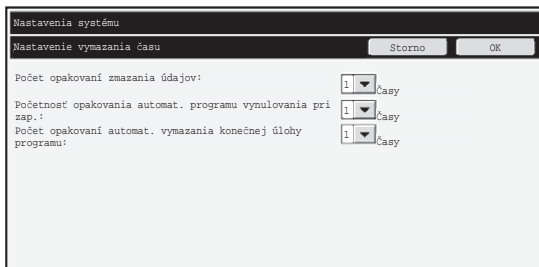 Nastavenia systému
Nastavenie vymazania času Storno OK
Počet opakovaní zmazania údajov: 1 Časy
Početnosť opakovania automat. programu vynulovania pri
zap.: 1 Časy
Počet opakovaní automat. vymazania konečnej úlohy
programu: 1 Časy